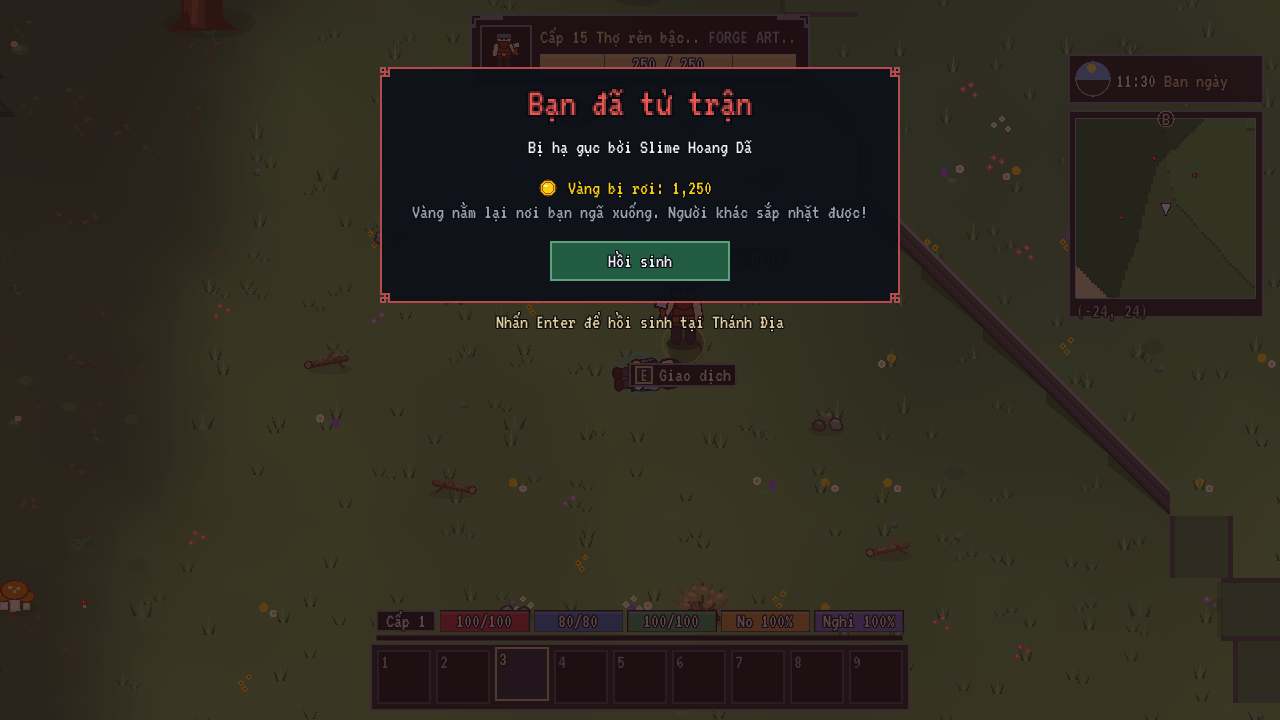 Cấp 15 Thợ rèn bậc.. FORGE ART..
250 / 250
Bạn đã tử trận
Bị hạ gục bởi Slime Hoang Dã
Vàng bị rơi: 1,250
Vàng nằm lại nơi bạn ngã xuống. Người khác sắp nhặt được!
Hồi sinh
Nhấn Enter để hồi sinh tại Thánh Địa
E Giao dịch
11:30 Ban ngày
B
(-24, 24)
Cấp 1 100/100 80/80 100/100 No 100% Nghỉ 100%
1 2 3 4 5 6 7 8 9